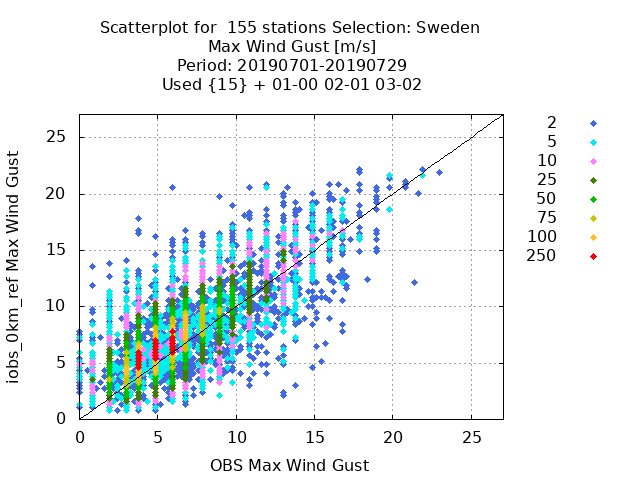 Scatterplot for  155 stations Selection: Sweden
Max Wind Gust [m/s]
Period: 20190701-20190729
Used {15} + 01-00 02-01 03-02
iobs_0km_ref Max Wind Gust
25
20
15
10
5
0
0 5 10 15 20 25
OBS Max Wind Gust
2
5
10
25
50
75
100
250